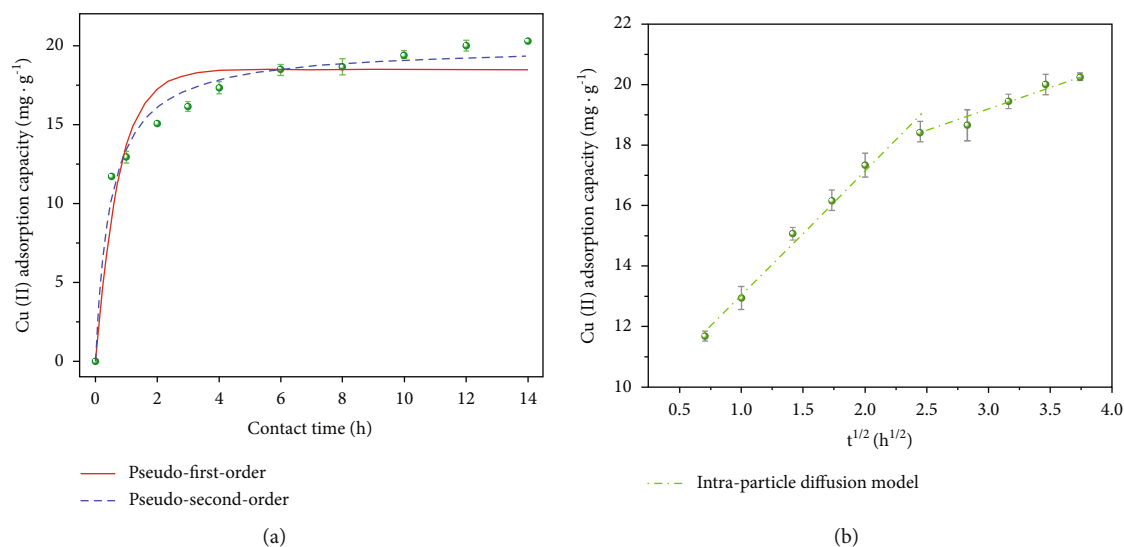 Cu (II) adsorption capacity (mg · g⁻¹)
20
15
10
5
0
0 2 4 6 8 10 12 14
Contact time (h)
Pseudo-first-order
Pseudo-second-order
(a)
Cu (II) adsorption capacity (mg · g⁻¹)
22
20
18
16
14
12
10
0.5 1.0 1.5 2.0 2.5 3.0 3.5 4.0
t^1/2 (h^1/2)
Intra-particle diffusion model
(b)